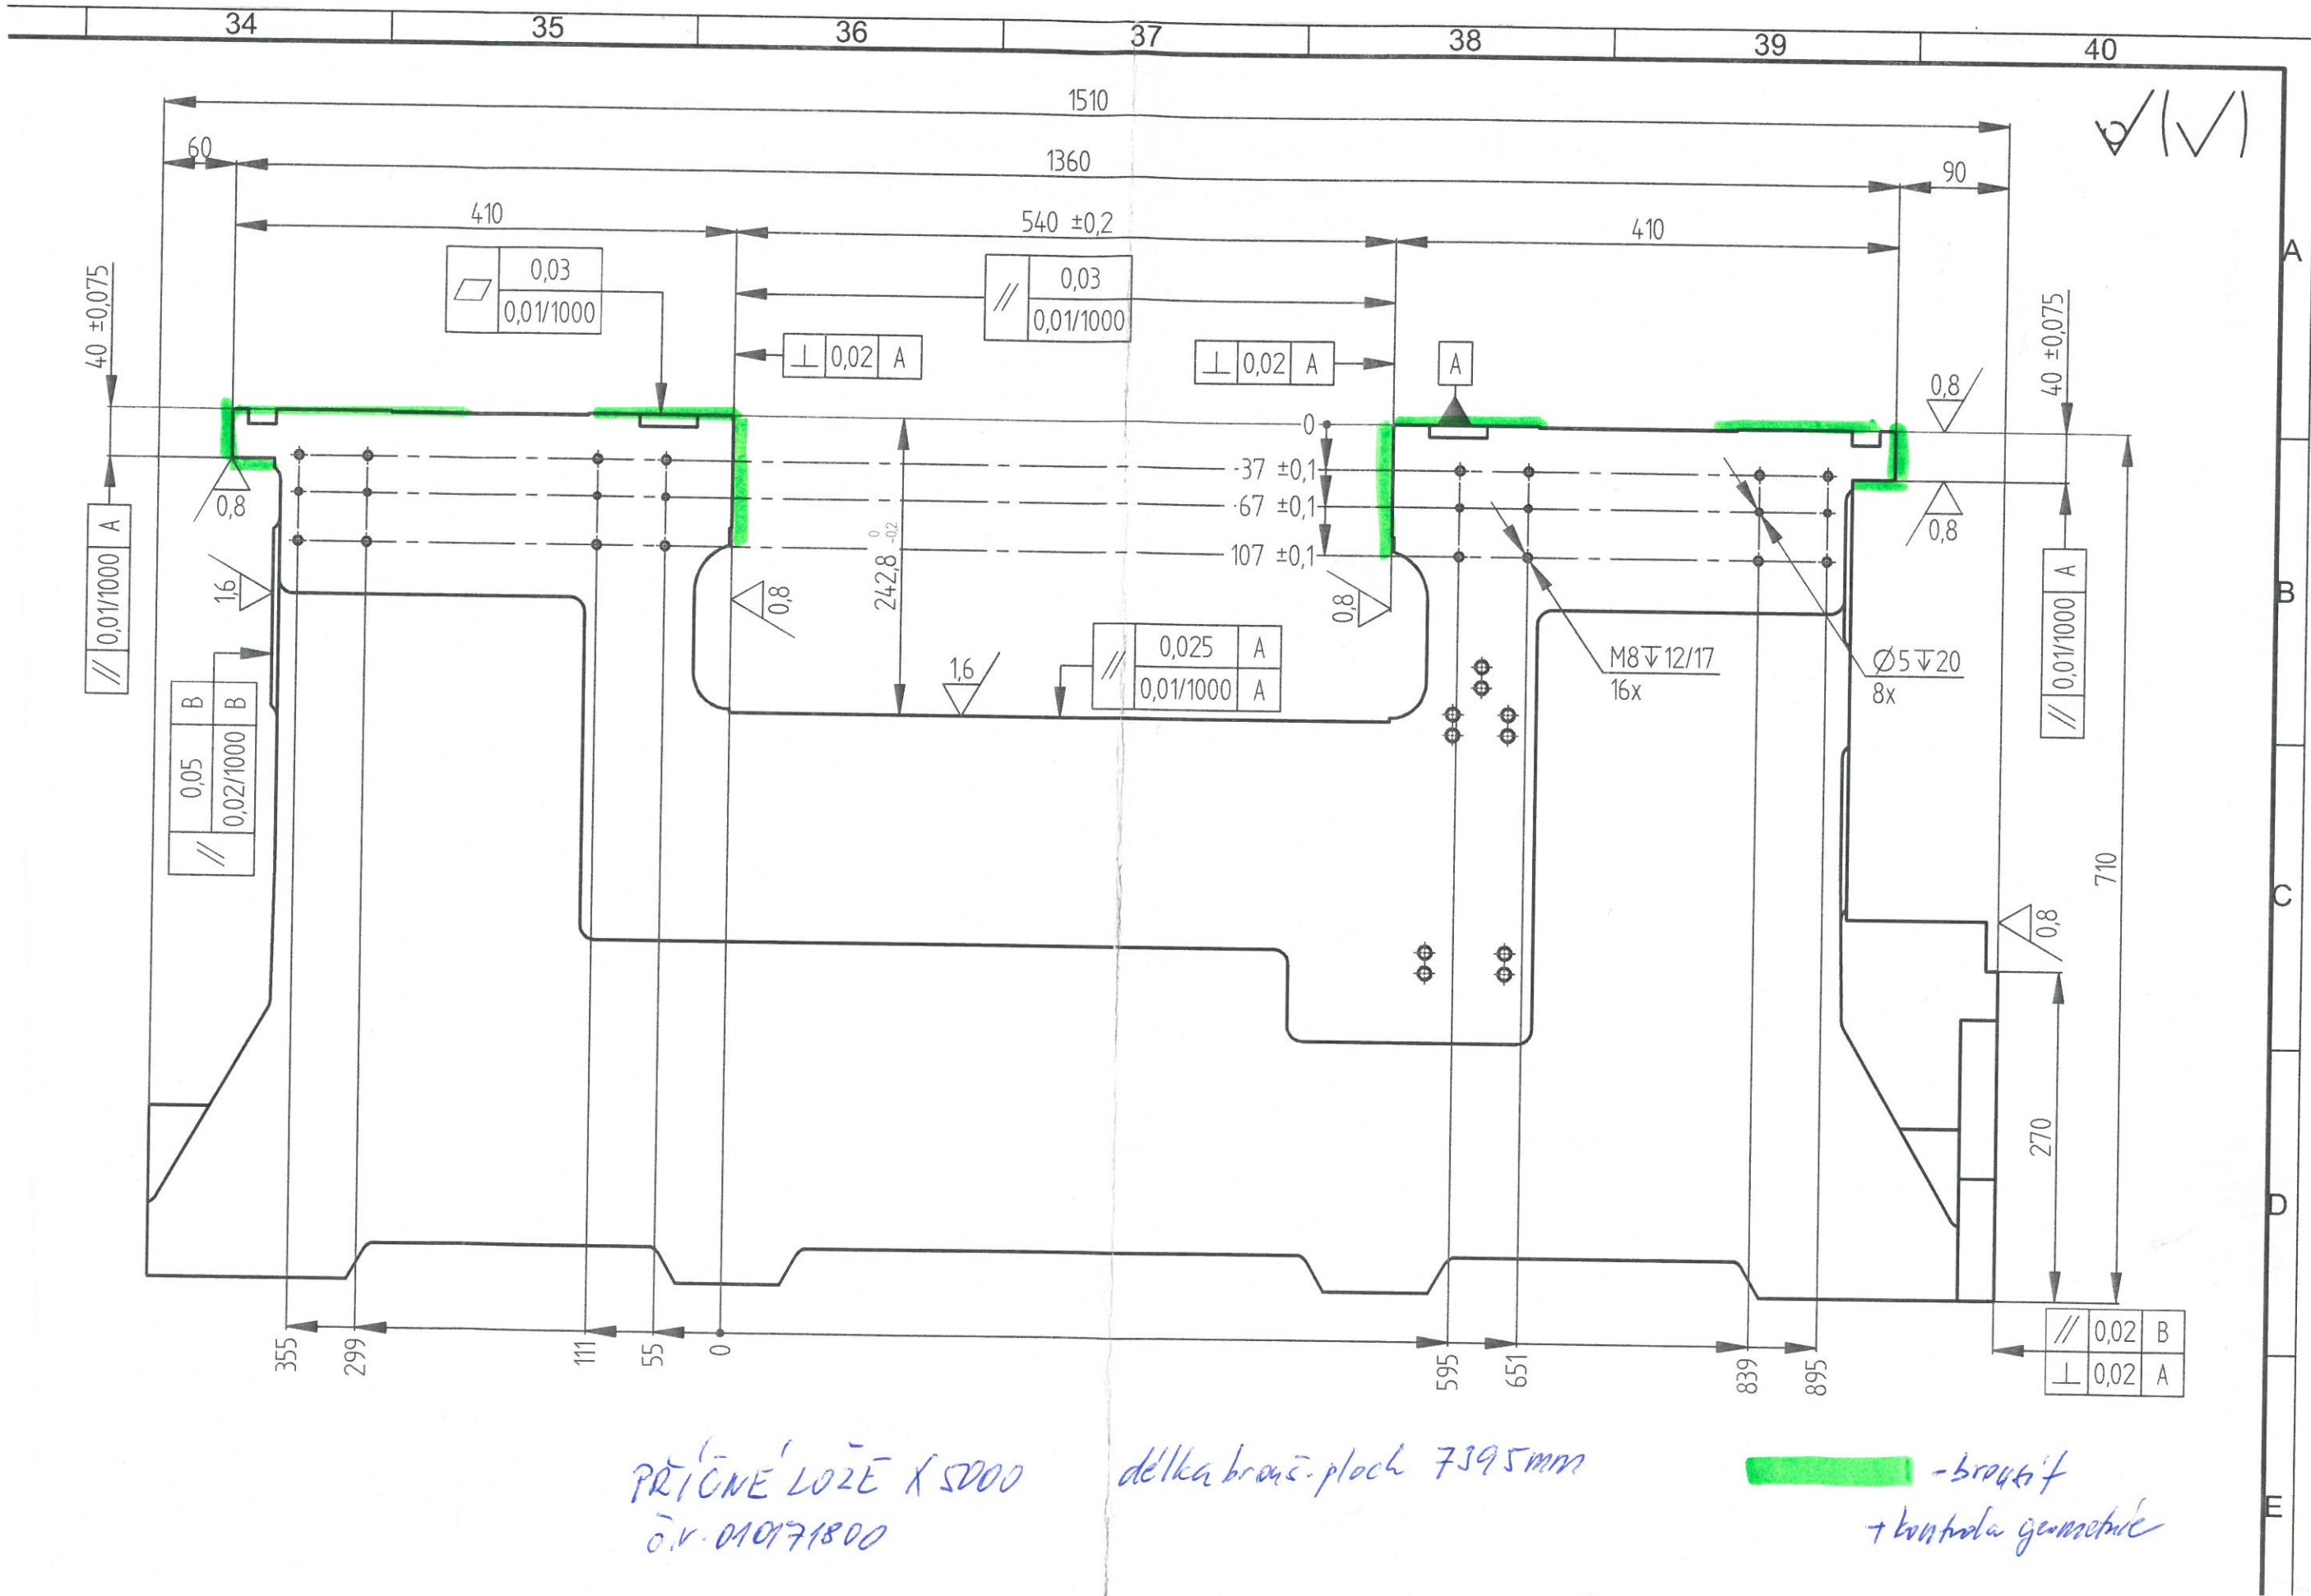 34 35 36 37 38 39 40
1510
60 1360 90
410 540 ±0,2 410
A
0,03
0,01/1000
// 0,03
0,01/1000
⊥ 0,02 A
⊥ 0,02 A
A
40 ±0,075
40 ±0,075
0,8
0,8
0,8
// 0,01/1000 A
// 0,01/1000 A
0
-37 ±0,1
-67 ±0,1
107 ±0,1
242,8 0 -0,2
B
1,6
0,8
0,8
1,6
// 0,025 A
0,01/1000 A
M8↧12/17
16x
Ø5↧20
8x
// 0,05 B
0,02/1000 B
C
710
0,8
270
D
355 299 111 55 0 595 651 839 895
// 0,02 B
⊥ 0,02 A
E
PŘÍČNÉ LOŽE X 5000
č.v. 010171800
délka brouš. ploch 7395mm
- brousit
+ kontrola geometrie